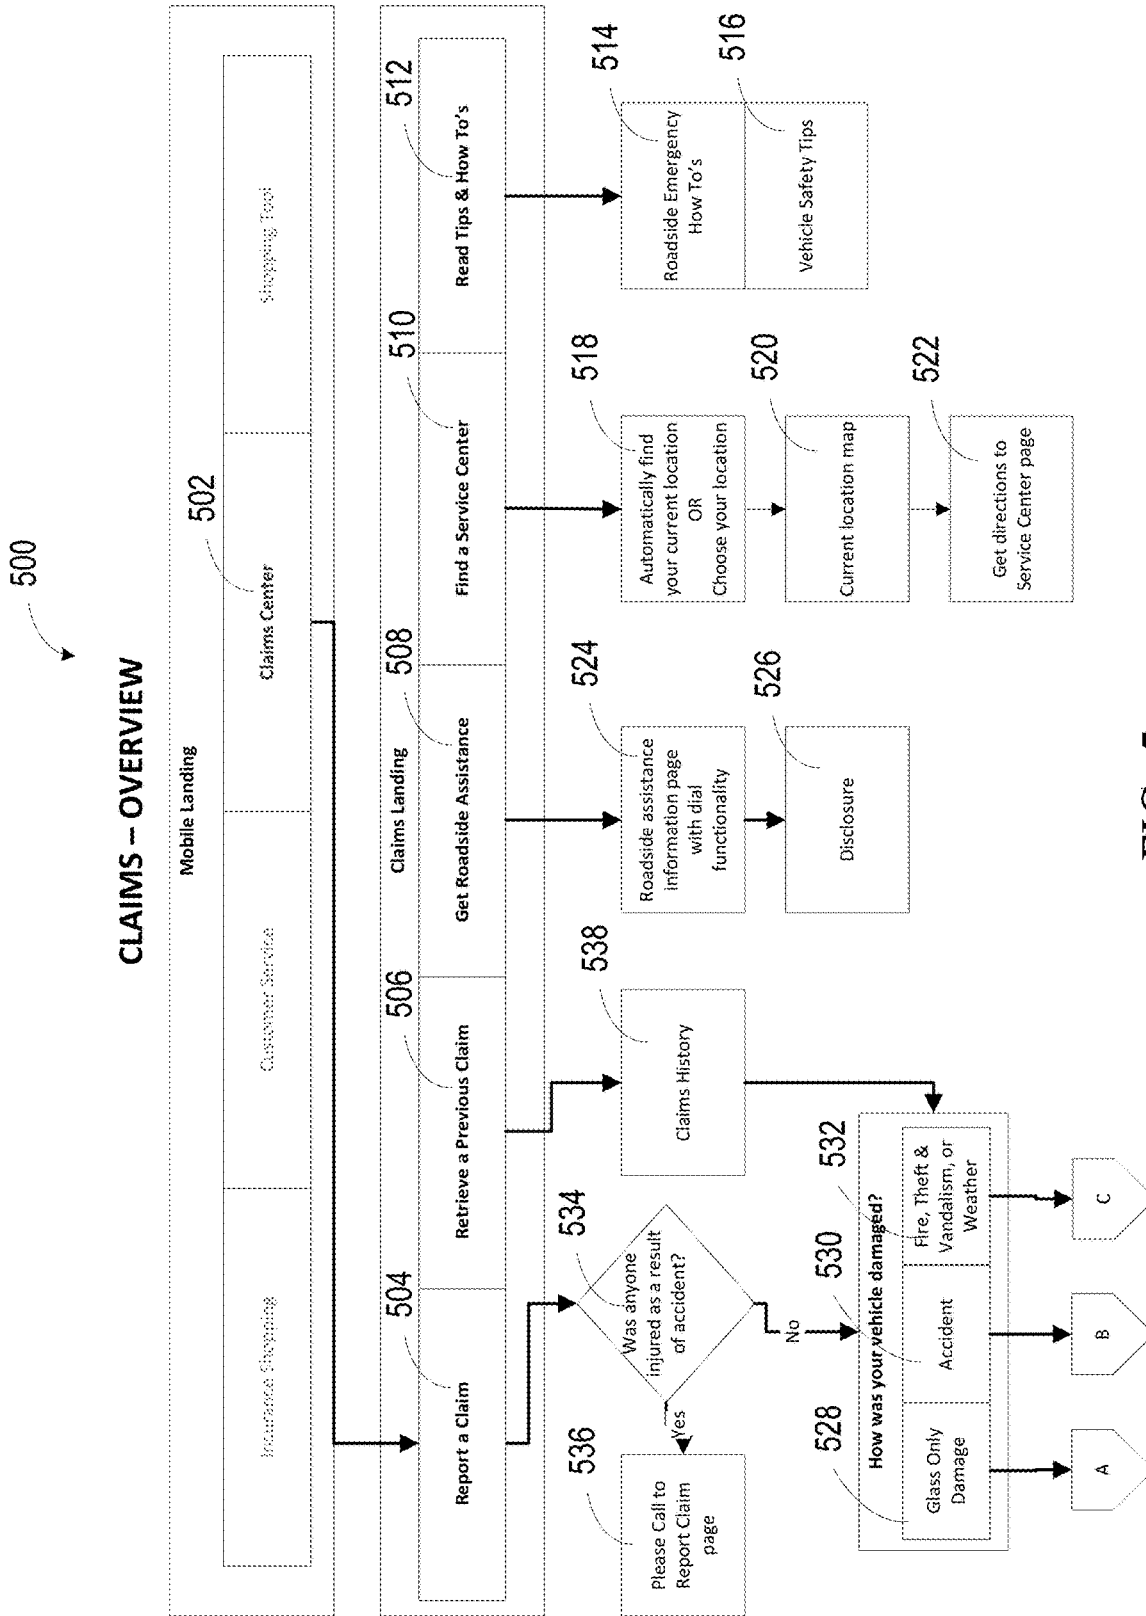 500
CLAIMS – OVERVIEW
Mobile Landing
Insurance Shopping
Customer Service
Claims Center
502
Shopping Tool
Claims Landing
504
Report a Claim
506
Retrieve a Previous Claim
508
Get Roadside Assistance
510
Find a Service Center
512
Read Tips & How To's
536
Please Call to
Report Claim
page
Yes
534
Was anyone
injured as a result
of accident?
No
538
Claims History
524
Roadside assistance
information page
with dial
functionality
526
Disclosure
518
Automatically find
your current location
OR
Choose your location
520
Current location map
522
Get directions to
Service Center page
514
Roadside Emergency
How To's
516
Vehicle Safety Tips
How was your vehicle damaged?
528
Glass Only
Damage
530
Accident
532
Fire, Theft &
Vandalism, or
Weather
A
B
C